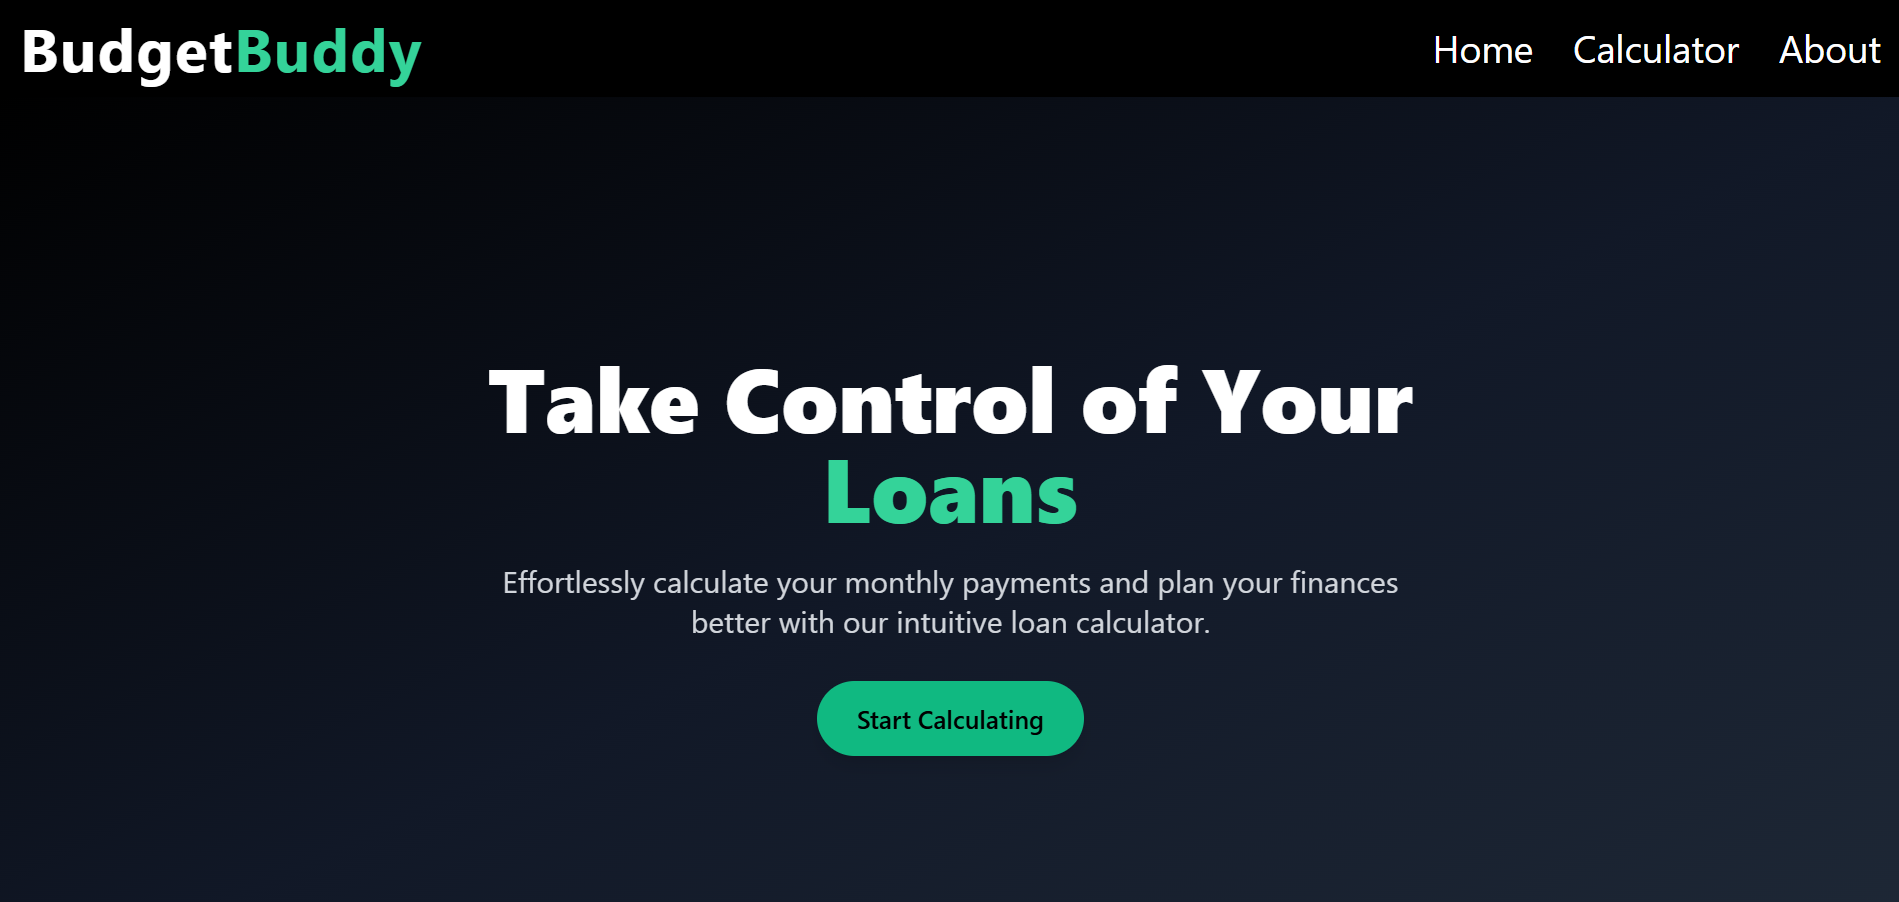 BudgetBuddy
Home Calculator About
Take Control of Your
Loans
Effortlessly calculate your monthly payments and plan your finances
better with our intuitive loan calculator.
Start Calculating